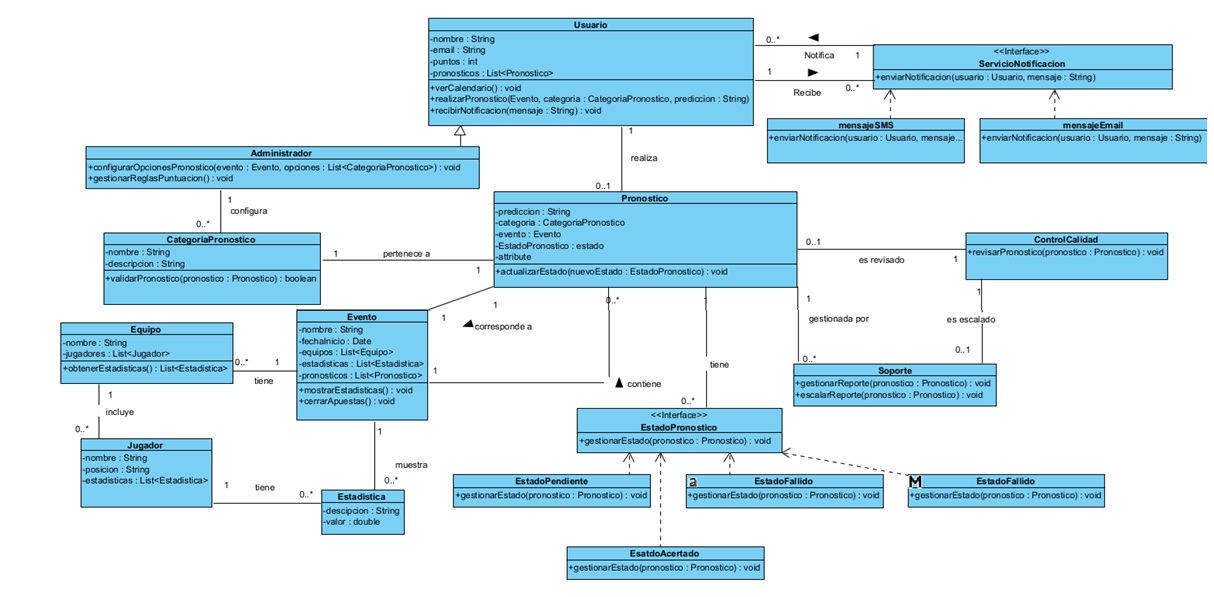 Usuario
-nombre : String
-email : String
-puntos : int
-pronosticos : List<Pronostico>
+verCalendario() : void
+realizarPronostico(Evento, categoria : CategoriaPronostico, prediccion : String)
+recibirNotificacion(mensaje : String) : void
0..*
Notifica
1
1
Recibe
0..*
<<Interface>>
ServicioNotificacion
+enviarNotificacion(usuario : Usuario, mensaje : String)
mensajeSMS
+enviarNotificacion(usuario : Usuario, mensaje...
mensajeEmail
+enviarNotificacion(usuario : Usuario, mensaje : String)
Administrador
+configurarOpcionesPronostico(evento : Evento, opciones : List<CategoriaPronostico>) : void
+gestionarReglasPuntuacion() : void
1
realiza
0..1
1
configura
0..*
CategoriaPronostico
-nombre : String
-descripcion : String
+validarPronostico(pronostico : Pronostico) : boolean
1
pertenece a
1
Pronostico
-prediccion : String
-categoria : CategoriaPronostico
-evento : Evento
-EstadoPronostico : estado
-attribute
+actualizarEstado(nuevoEstado : EstadoPronostico) : void
0..1
es revisado
1
ControlCalidad
+revisarPronostico(pronostico : Pronostico) : void
1
es escalado
0..1
1
gestionada por
0..*
Soporte
+gestionarReporte(pronostico : Pronostico) : void
+escalarReporte(pronostico : Pronostico) : void
1
corresponde a
1
Evento
-nombre : String
-fechaInicio : Date
-equipos : List<Equipo>
-estadisticas : List<Estadistica>
-pronosticos : List<Pronostico>
+mostrarEstadisticas() : void
+cerrarApuestas() : void
0..*
contiene
1
1
tiene
0..*
Equipo
-nombre : String
-jugadores : List<Jugador>
+obtenerEstadisticas() : List<Estadistica>
0..*
1
tiene
1
incluye
0..*
Jugador
-nombre : String
-posicion : String
-estadisticas : List<Estadistica>
1
tiene
0..*
1
muestra
0..*
Estadistica
-descipcion : String
-valor : double
<<Interface>>
EstadoPronostico
+gestionarEstado(pronostico : Pronostico) : void
EstadoPendiente
+gestionarEstado(pronostico : Pronostico) : void
a
EstadoFallido
+gestionarEstado(pronostico : Pronostico) : void
M
EstadoFallido
+gestionarEstado(pronostico : Pronostico) : void
EsatdoAcertado
+gestionarEstado(pronostico : Pronostico) : void